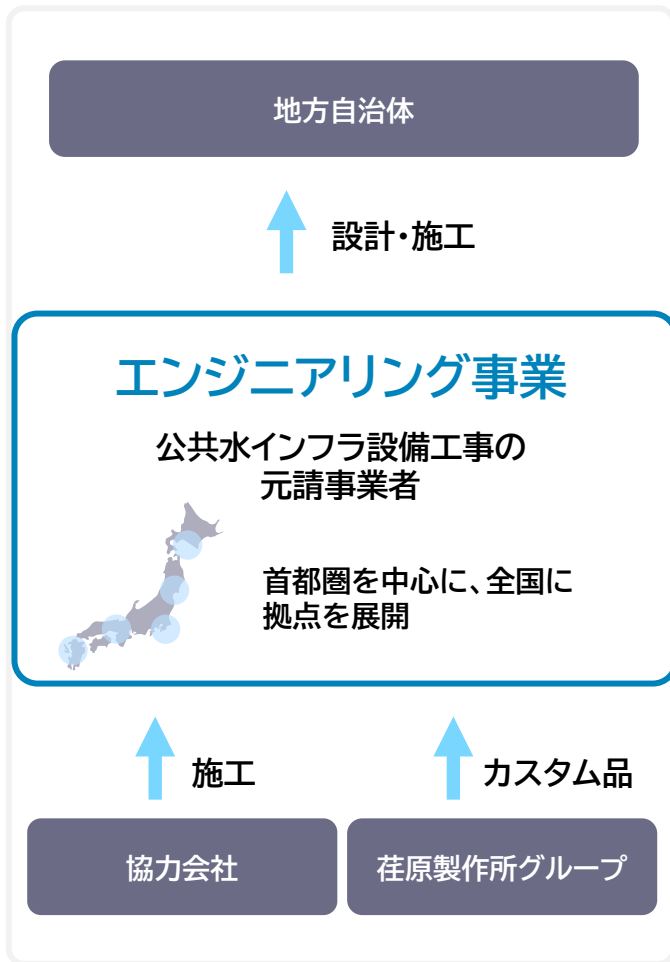 地方自治体
設計・施工
エンジニアリング事業
公共水インフラ設備工事の
元請事業者
首都圏を中心に、全国に
拠点を展開
施工
カスタム品
協力会社
荏原製作所グループ